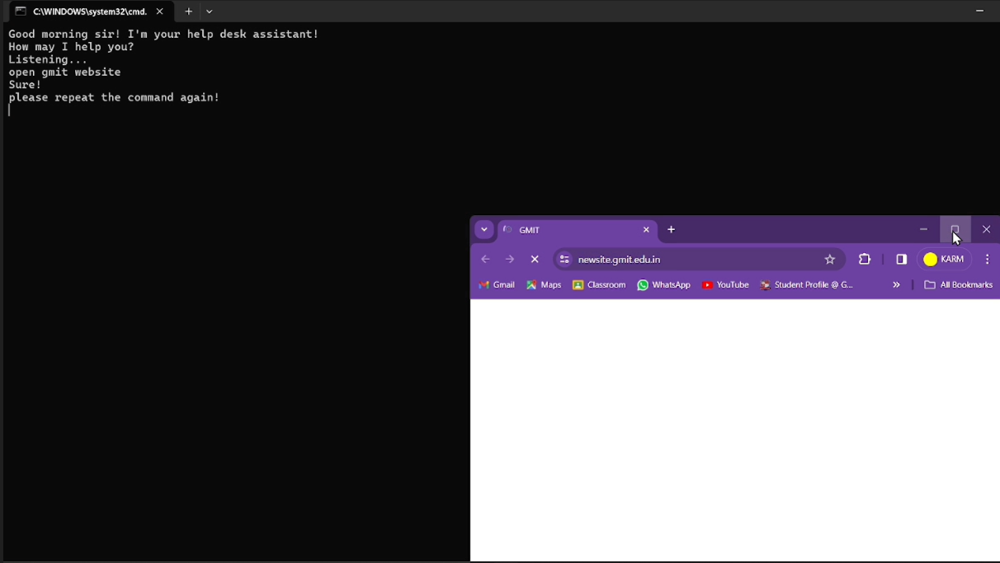 C:\WINDOWS\system32\cmd.
Good morning sir! I'm your help desk assistant!
How may I help you?
Listening...
open gmit website
Sure!
please repeat the command again!
GMIT
newsite.gmit.edu.in
KARM
Gmail Maps Classroom WhatsApp YouTube Student Profile @ G... All Bookmarks